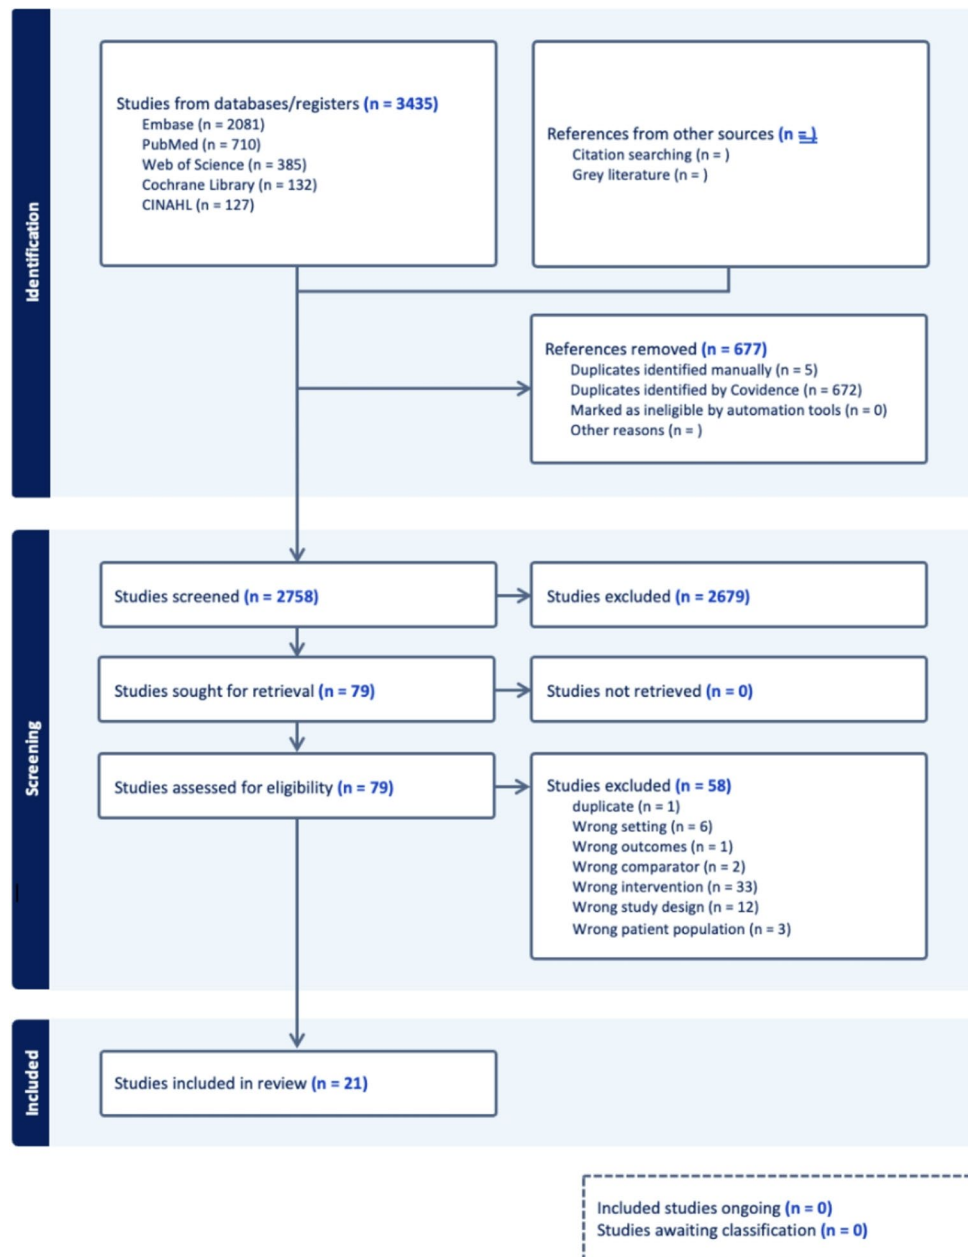 Identification
Studies from databases/registers (n = 3435)
Embase (n = 2081)
PubMed (n = 710)
Web of Science (n = 385)
Cochrane Library (n = 132)
CINAHL (n = 127)
References from other sources (n = )
Citation searching (n = )
Grey literature (n = )
References removed (n = 677)
Duplicates identified manually (n = 5)
Duplicates identified by Covidence (n = 672)
Marked as ineligible by automation tools (n = 0)
Other reasons (n = )
Screening
Studies screened (n = 2758)
Studies excluded (n = 2679)
Studies sought for retrieval (n = 79)
Studies not retrieved (n = 0)
Studies assessed for eligibility (n = 79)
Studies excluded (n = 58)
duplicate (n = 1)
Wrong setting (n = 6)
Wrong outcomes (n = 1)
Wrong comparator (n = 2)
Wrong intervention (n = 33)
Wrong study design (n = 12)
Wrong patient population (n = 3)
Included
Studies included in review (n = 21)
Included studies ongoing (n = 0)
Studies awaiting classification (n = 0)